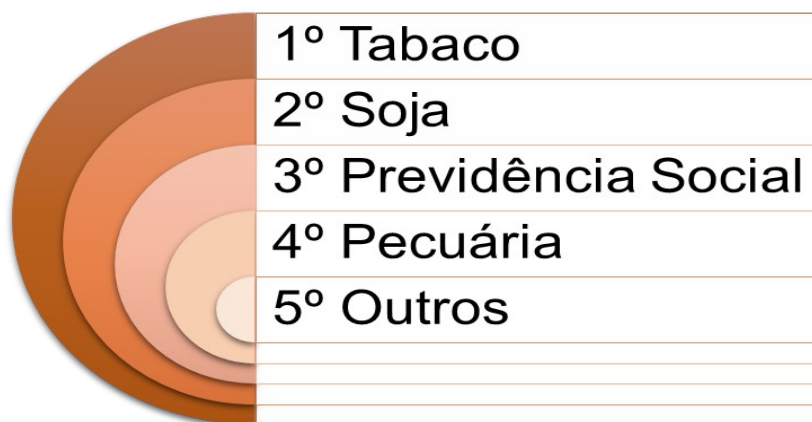 1º Tabaco
2º Soja
3º Previdência Social
4º Pecuária
5º Outros